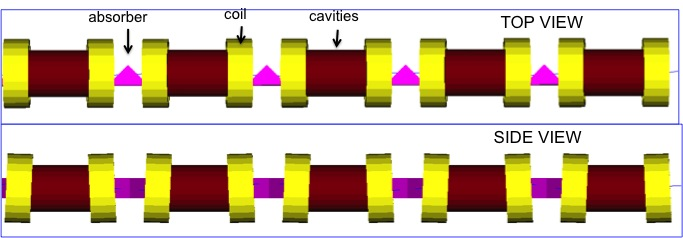 absorber
coil
cavities
TOP VIEW
SIDE VIEW